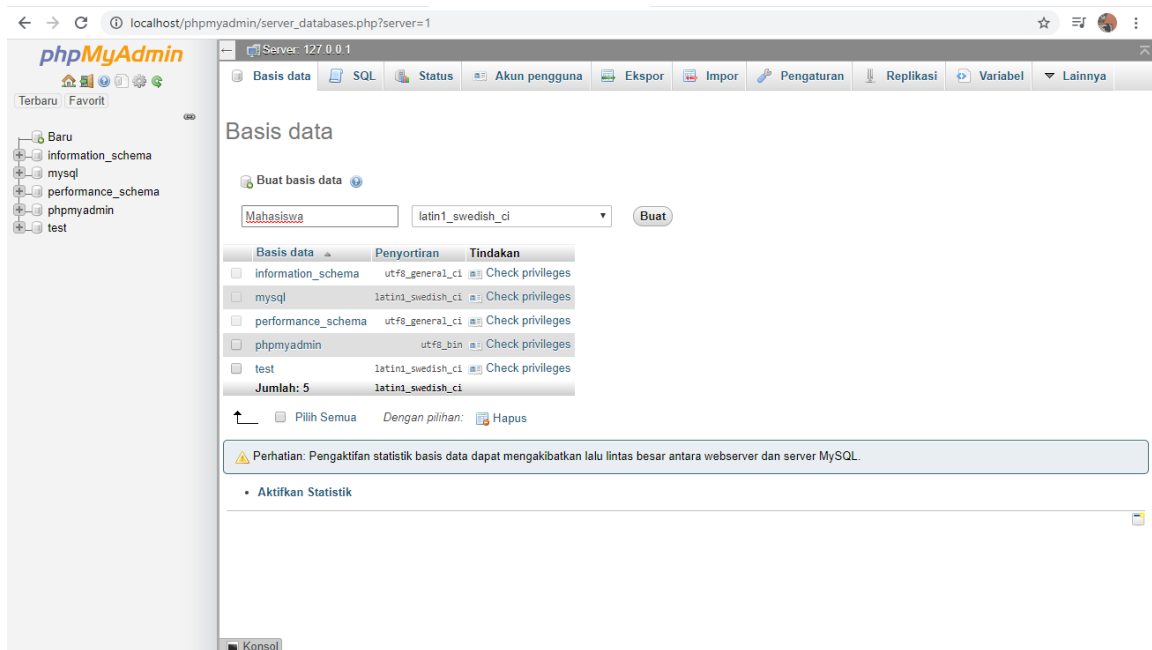 localhost/phpmyadmin/server_databases.php?server=1
phpMyAdmin
Terbaru Favorit
Baru
information_schema
mysql
performance_schema
phpmyadmin
test
Server: 127.0.0.1
Basis data SQL Status Akun pengguna Ekspor Impor Pengaturan Replikasi Variabel Lainnya
Basis data
Buat basis data
Mahasiswa latin1_swedish_ci Buat
Basis data Penyortiran Tindakan
information_schema utf8_general_ci Check privileges
mysql latin1_swedish_ci Check privileges
performance_schema utf8_general_ci Check privileges
phpmyadmin utf8_bin Check privileges
test latin1_swedish_ci Check privileges
Jumlah: 5 latin1_swedish_ci
Pilih Semua Dengan pilihan: Hapus
Perhatian: Pengaktifan statistik basis data dapat mengakibatkan lalu lintas besar antara webserver dan server MySQL.
• Aktifkan Statistik
Konsol